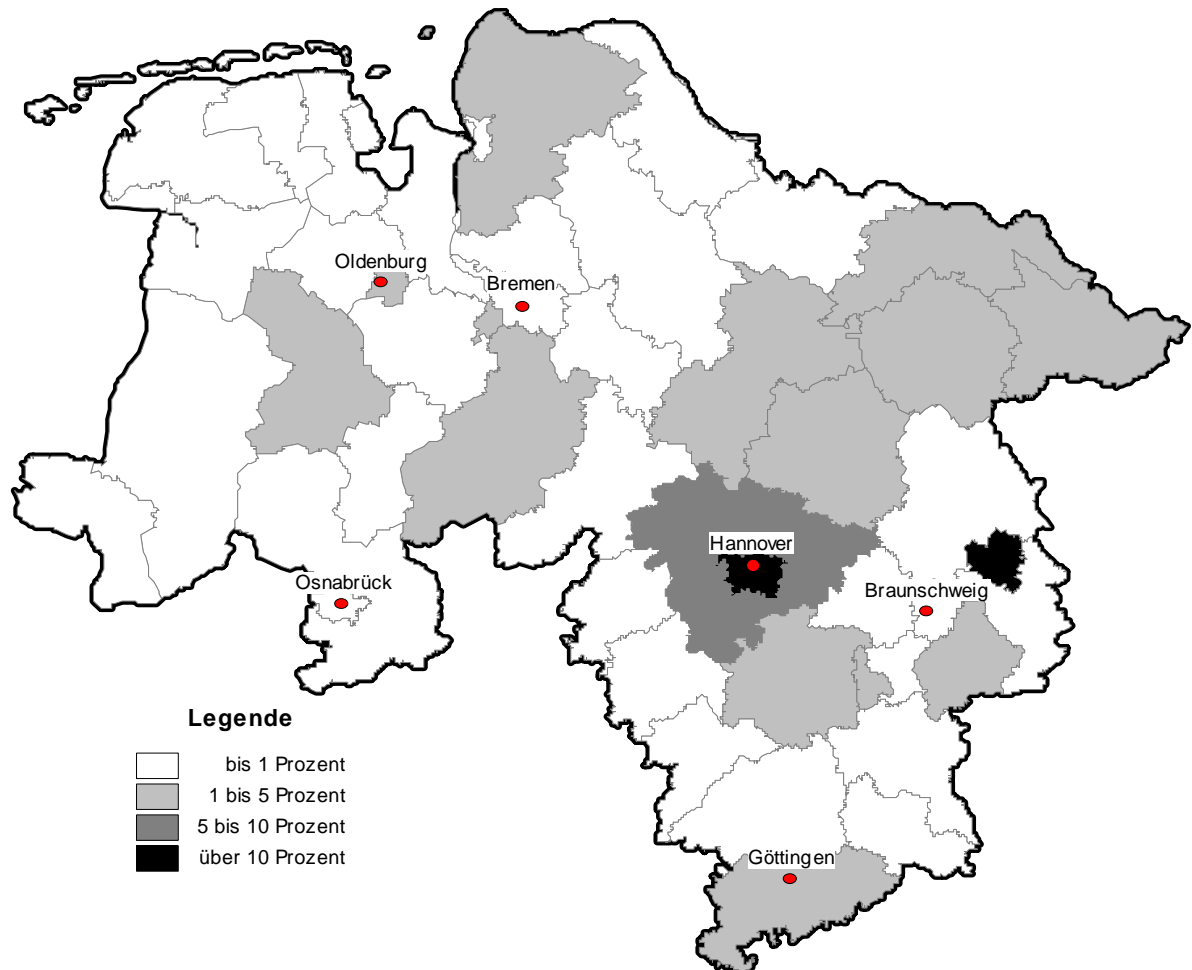 Oldenburg
Bremen
Hannover
Osnabrück
Braunschweig
Legende
bis 1 Prozent
1 bis 5 Prozent
5 bis 10 Prozent
über 10 Prozent
Göttingen